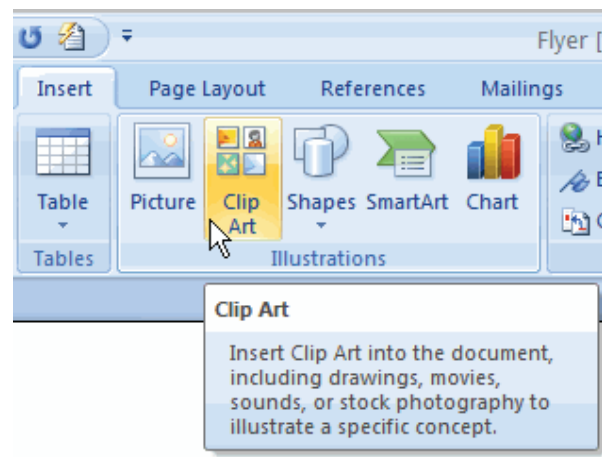 Flyer [
Insert Page Layout References Mailings
Table Picture Clip Art Shapes SmartArt Chart
Tables Illustrations
Clip Art
Insert Clip Art into the document,
including drawings, movies,
sounds, or stock photography to
illustrate a specific concept.